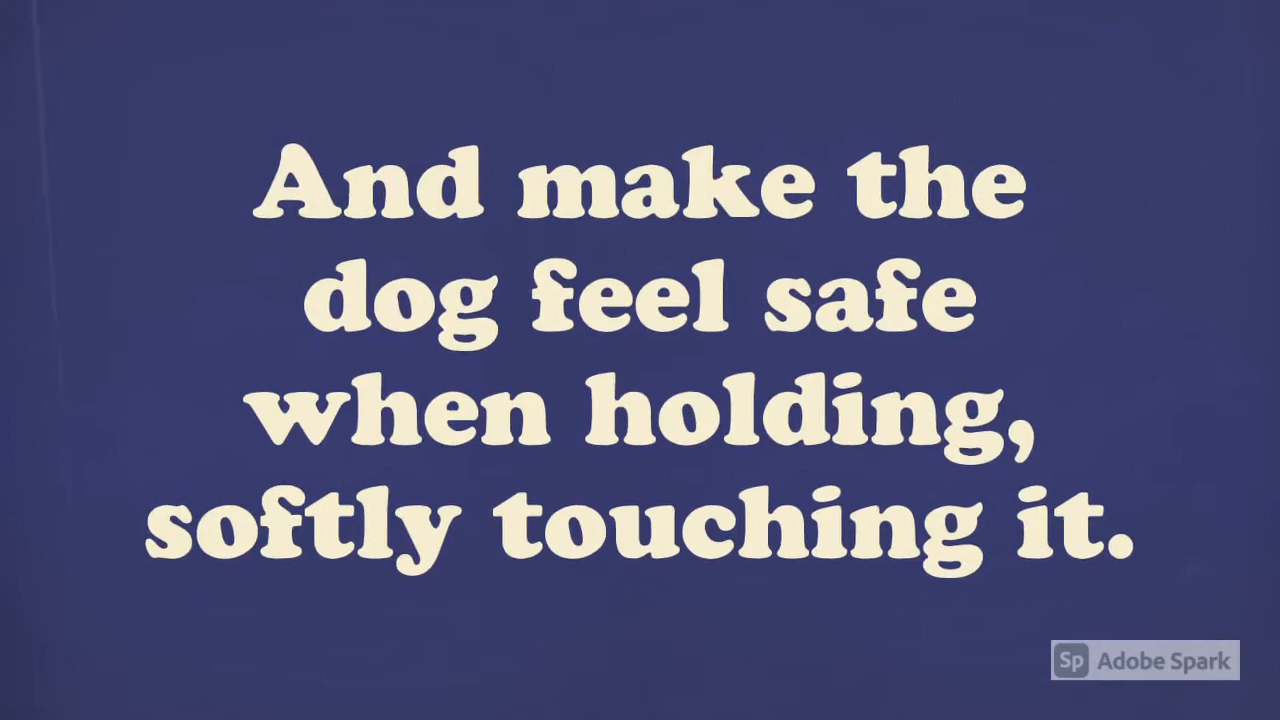 And make the
dog feel safe
when holding,
softly touching it.
Sp Adobe Spark